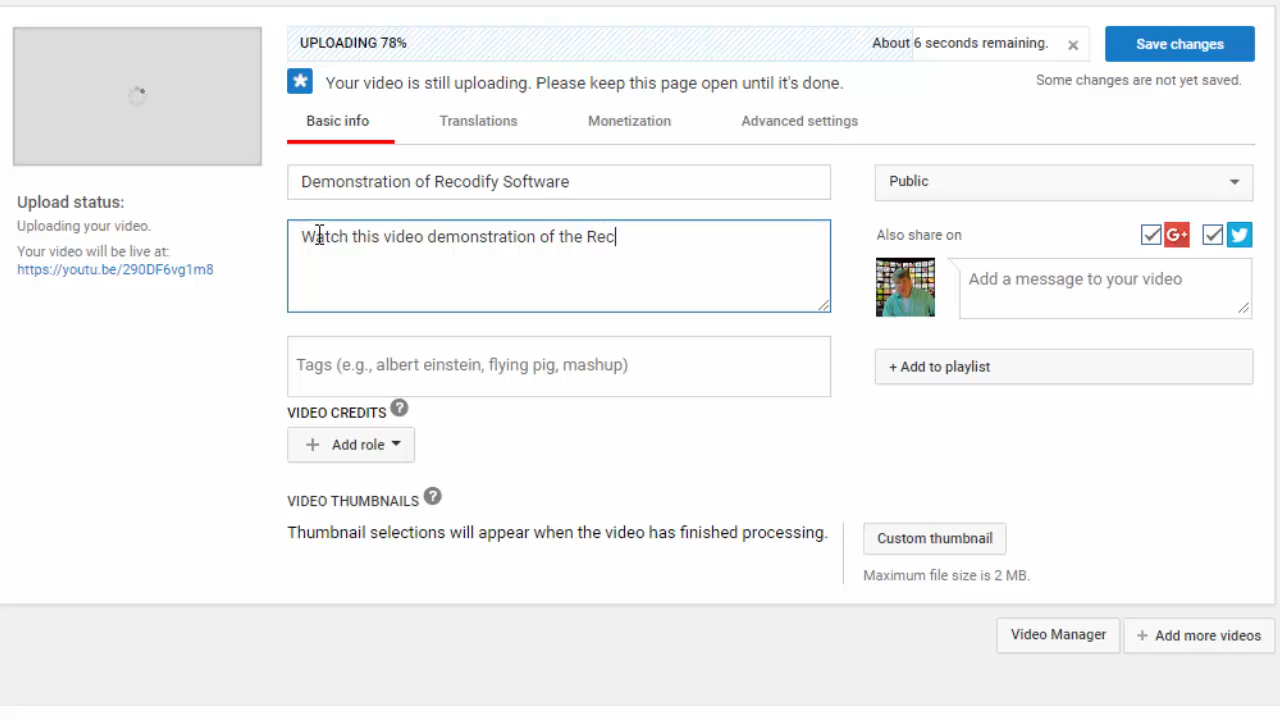 UPLOADING 78%
About 6 seconds remaining.
Save changes
Your video is still uploading. Please keep this page open until it's done.
Some changes are not yet saved.
Basic info
Translations
Monetization
Advanced settings
Upload status:
Uploading your video.
Your video will be live at:
https://youtu.be/290DF6vg1m8
Demonstration of Recodify Software
Watch this video demonstration of the Rec
Tags (e.g., albert einstein, flying pig, mashup)
VIDEO CREDITS ?
+ Add role
VIDEO THUMBNAILS ?
Thumbnail selections will appear when the video has finished processing.
Public
Also share on
G+
Add a message to your video
+ Add to playlist
Custom thumbnail
Maximum file size is 2 MB.
Video Manager
+ Add more videos